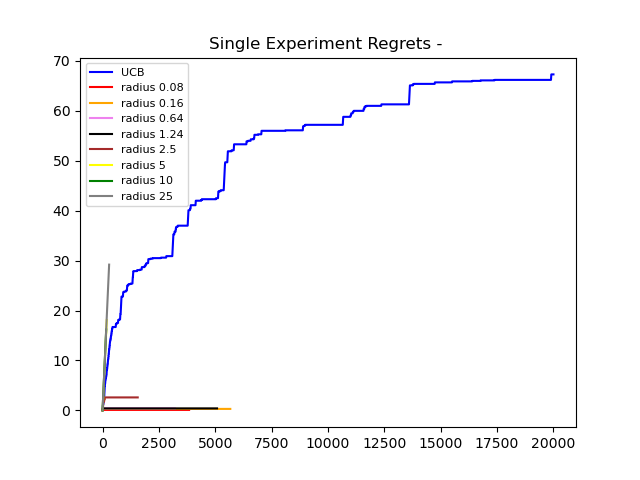 Single Experiment Regrets -
70
60
50
40
30
20
10
0
UCB
radius 0.08
radius 0.16
radius 0.64
radius 1.24
radius 2.5
radius 5
radius 10
radius 25
0 2500 5000 7500 10000 12500 15000 17500 20000